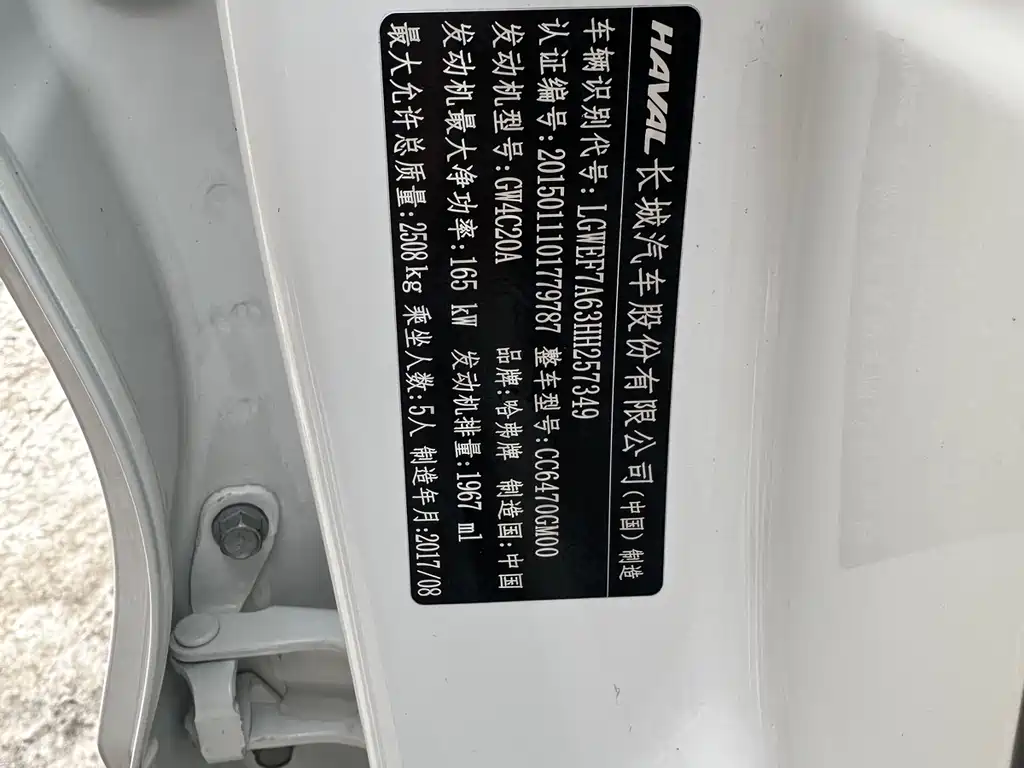 HAVAL 长城汽车股份有限公司(中国)制造
车辆识别代号:LGWEF7A63HH257349
认证编号:2015011101779787 整车型号:CC6470GM00
发动机型号:GW4C20A 品牌:哈弗牌 制造国:中国
发动机最大净功率:165 kW 发动机排量:1967 ml
最大允许总质量:2508kg 乘坐人数:5人 制造年月:2017/08